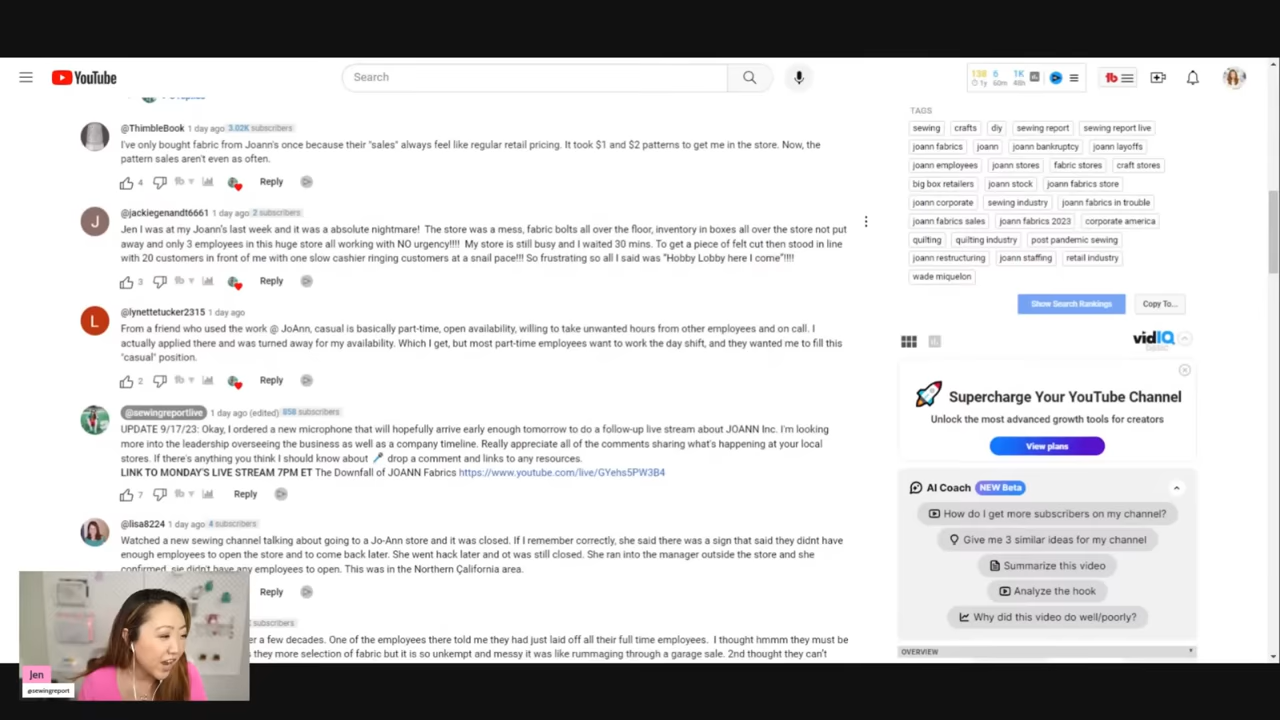 YouTube
Search
138 6 1K
1y 60m 48h
@ThimbleBook 1 day ago 3.02K subscribers
I've only bought fabric from Joann's once because their "sales" always feel like regular retail pricing. It took $1 and $2 patterns to get me in the store. Now, the
pattern sales aren't even as often.
4 Reply
@jackiegenandt6661 1 day ago 2 subscribers
Jen I was at my Joann's last week and it was a absolute nightmare! The store was a mess, fabric bolts all over the floor, inventory in boxes all over the store not put
away and only 3 employees in this huge store all working with NO urgency!!!! My store is still busy and I waited 30 mins. To get a piece of felt cut then stood in line
with 20 customers in front of me with one slow cashier ringing customers at a snail pace!!! So frustrating so all I said was "Hobby Lobby here I come"!!!!
3 Reply
@lynettetucker2315 1 day ago
From a friend who used the work @ JoAnn, casual is basically part-time, open availability, willing to take unwanted hours from other employees and on call. I
actually applied there and was turned away for my availability. Which I get, but most part-time employees want to work the day shift, and they wanted me to fill this
"casual" position.
2 Reply
@sewingreportlive 1 day ago (edited) 858 subscribers
UPDATE 9/17/23: Okay, I ordered a new microphone that will hopefully arrive early enough tomorrow to do a follow-up live stream about JOANN Inc. I'm looking
more into the leadership overseeing the business as well as a company timeline. Really appreciate all of the comments sharing what's happening at your local
stores. If there's anything you think I should know about 🎤 drop a comment and links to any resources.
LINK TO MONDAY'S LIVE STREAM 7PM ET The Downfall of JOANN Fabrics https://www.youtube.com/live/GYehs5PW3B4
7 Reply
@lisa8224 1 day ago 4 subscribers
Watched a new sewing channel talking about going to a Jo-Ann store and it was closed. If I remember correctly, she said there was a sign that said they didnt have
enough employees to open the store and to come back later. She went hack later and ot was still closed. She ran into the manager outside the store and she
confirmed, sie didn't have any employees to open. This was in the Northern California area.
Reply
subscribers
er a few decades. One of the employees there told me they had just laid off all their full time employees. I thought hmmm they must be
s they more selection of fabric but it is so unkempt and messy it was like rummaging through a garage sale. 2nd thought they can't
Jen
@sewingreport
TAGS
sewing crafts diy sewing report sewing report live
joann fabrics joann joann bankruptcy joann layoffs
joann employees joann stores fabric stores craft stores
big box retailers joann stock joann fabrics store
joann corporate sewing industry joann fabrics in trouble
joann fabrics sales joann fabrics 2023 corporate america
quilting quilting industry post pandemic sewing
joann restructuring joann staffing retail industry
wade miquelon
Show Search Rankings Copy To...
vidIQ
basic
Supercharge Your YouTube Channel
Unlock the most advanced growth tools for creators
View plans
AI Coach NEW Beta
How do I get more subscribers on my channel?
Give me 3 similar ideas for my channel
Summarize this video
Analyze the hook
Why did this video do well/poorly?
OVERVIEW